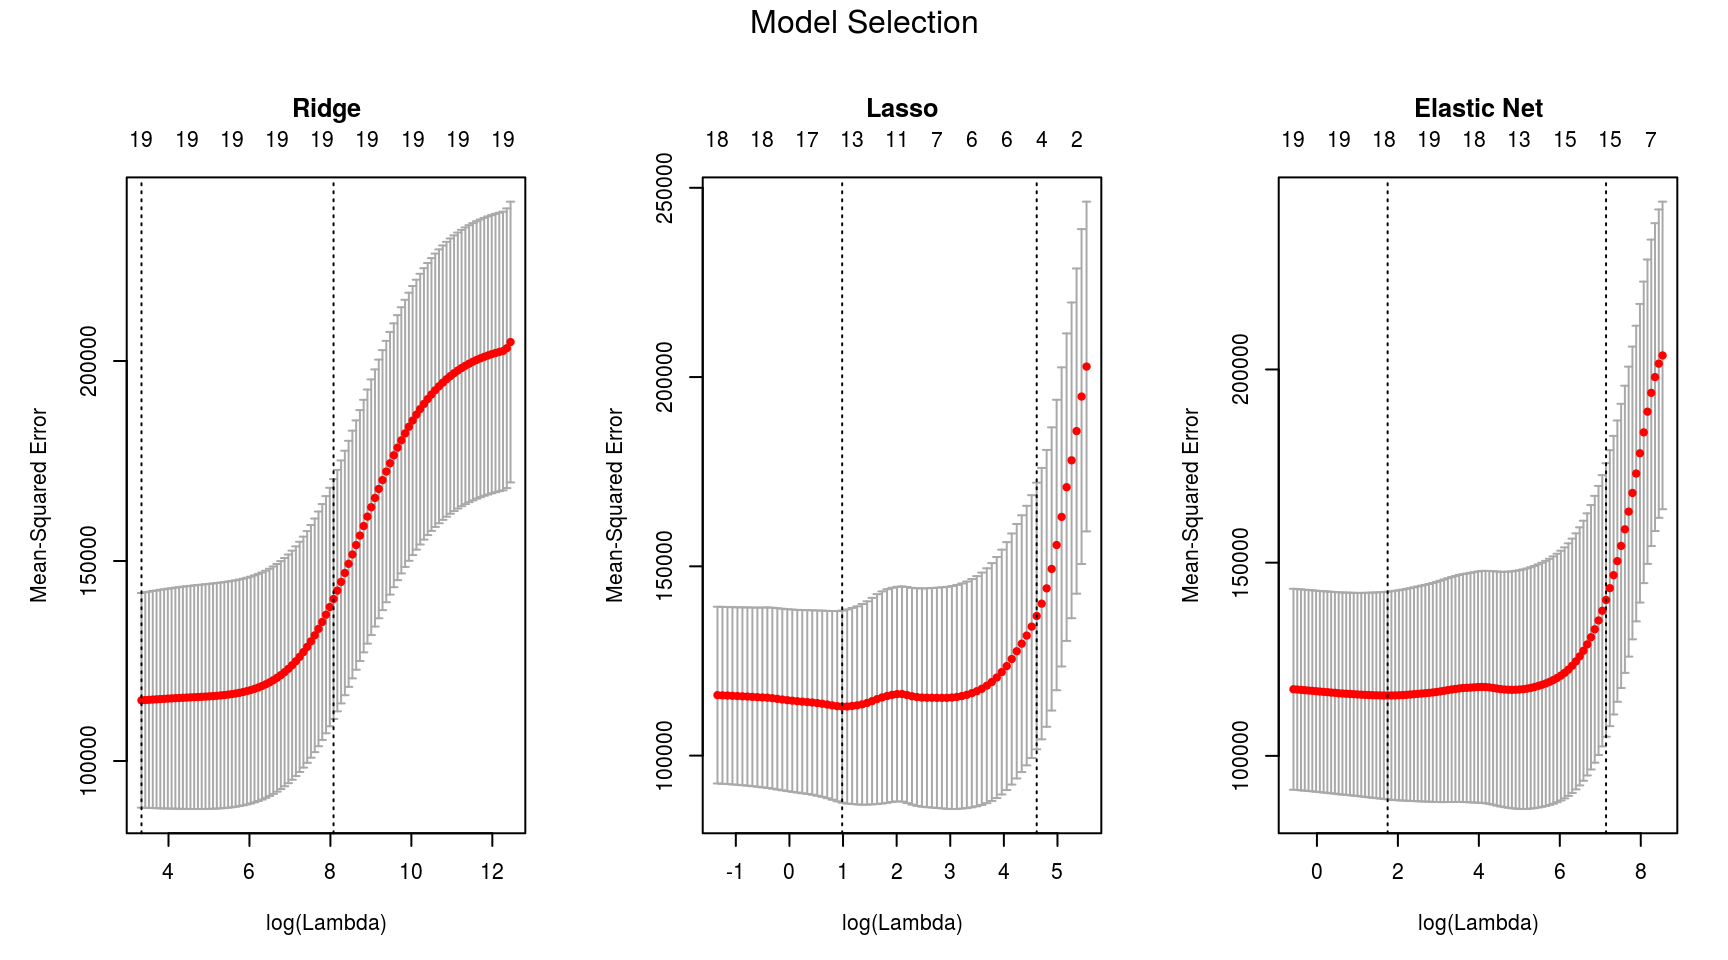 Model Selection
Ridge
19 19 19 19 19 19 19 19 19
Mean-Squared Error
100000 150000 200000
4 6 8 10 12
log(Lambda)
Lasso
18 18 17 13 11 7 6 6 4 2
Mean-Squared Error
100000 150000 200000 250000
-1 0 1 2 3 4 5
log(Lambda)
Elastic Net
19 19 18 19 18 13 15 15 7
Mean-Squared Error
100000 150000 200000
0 2 4 6 8
log(Lambda)